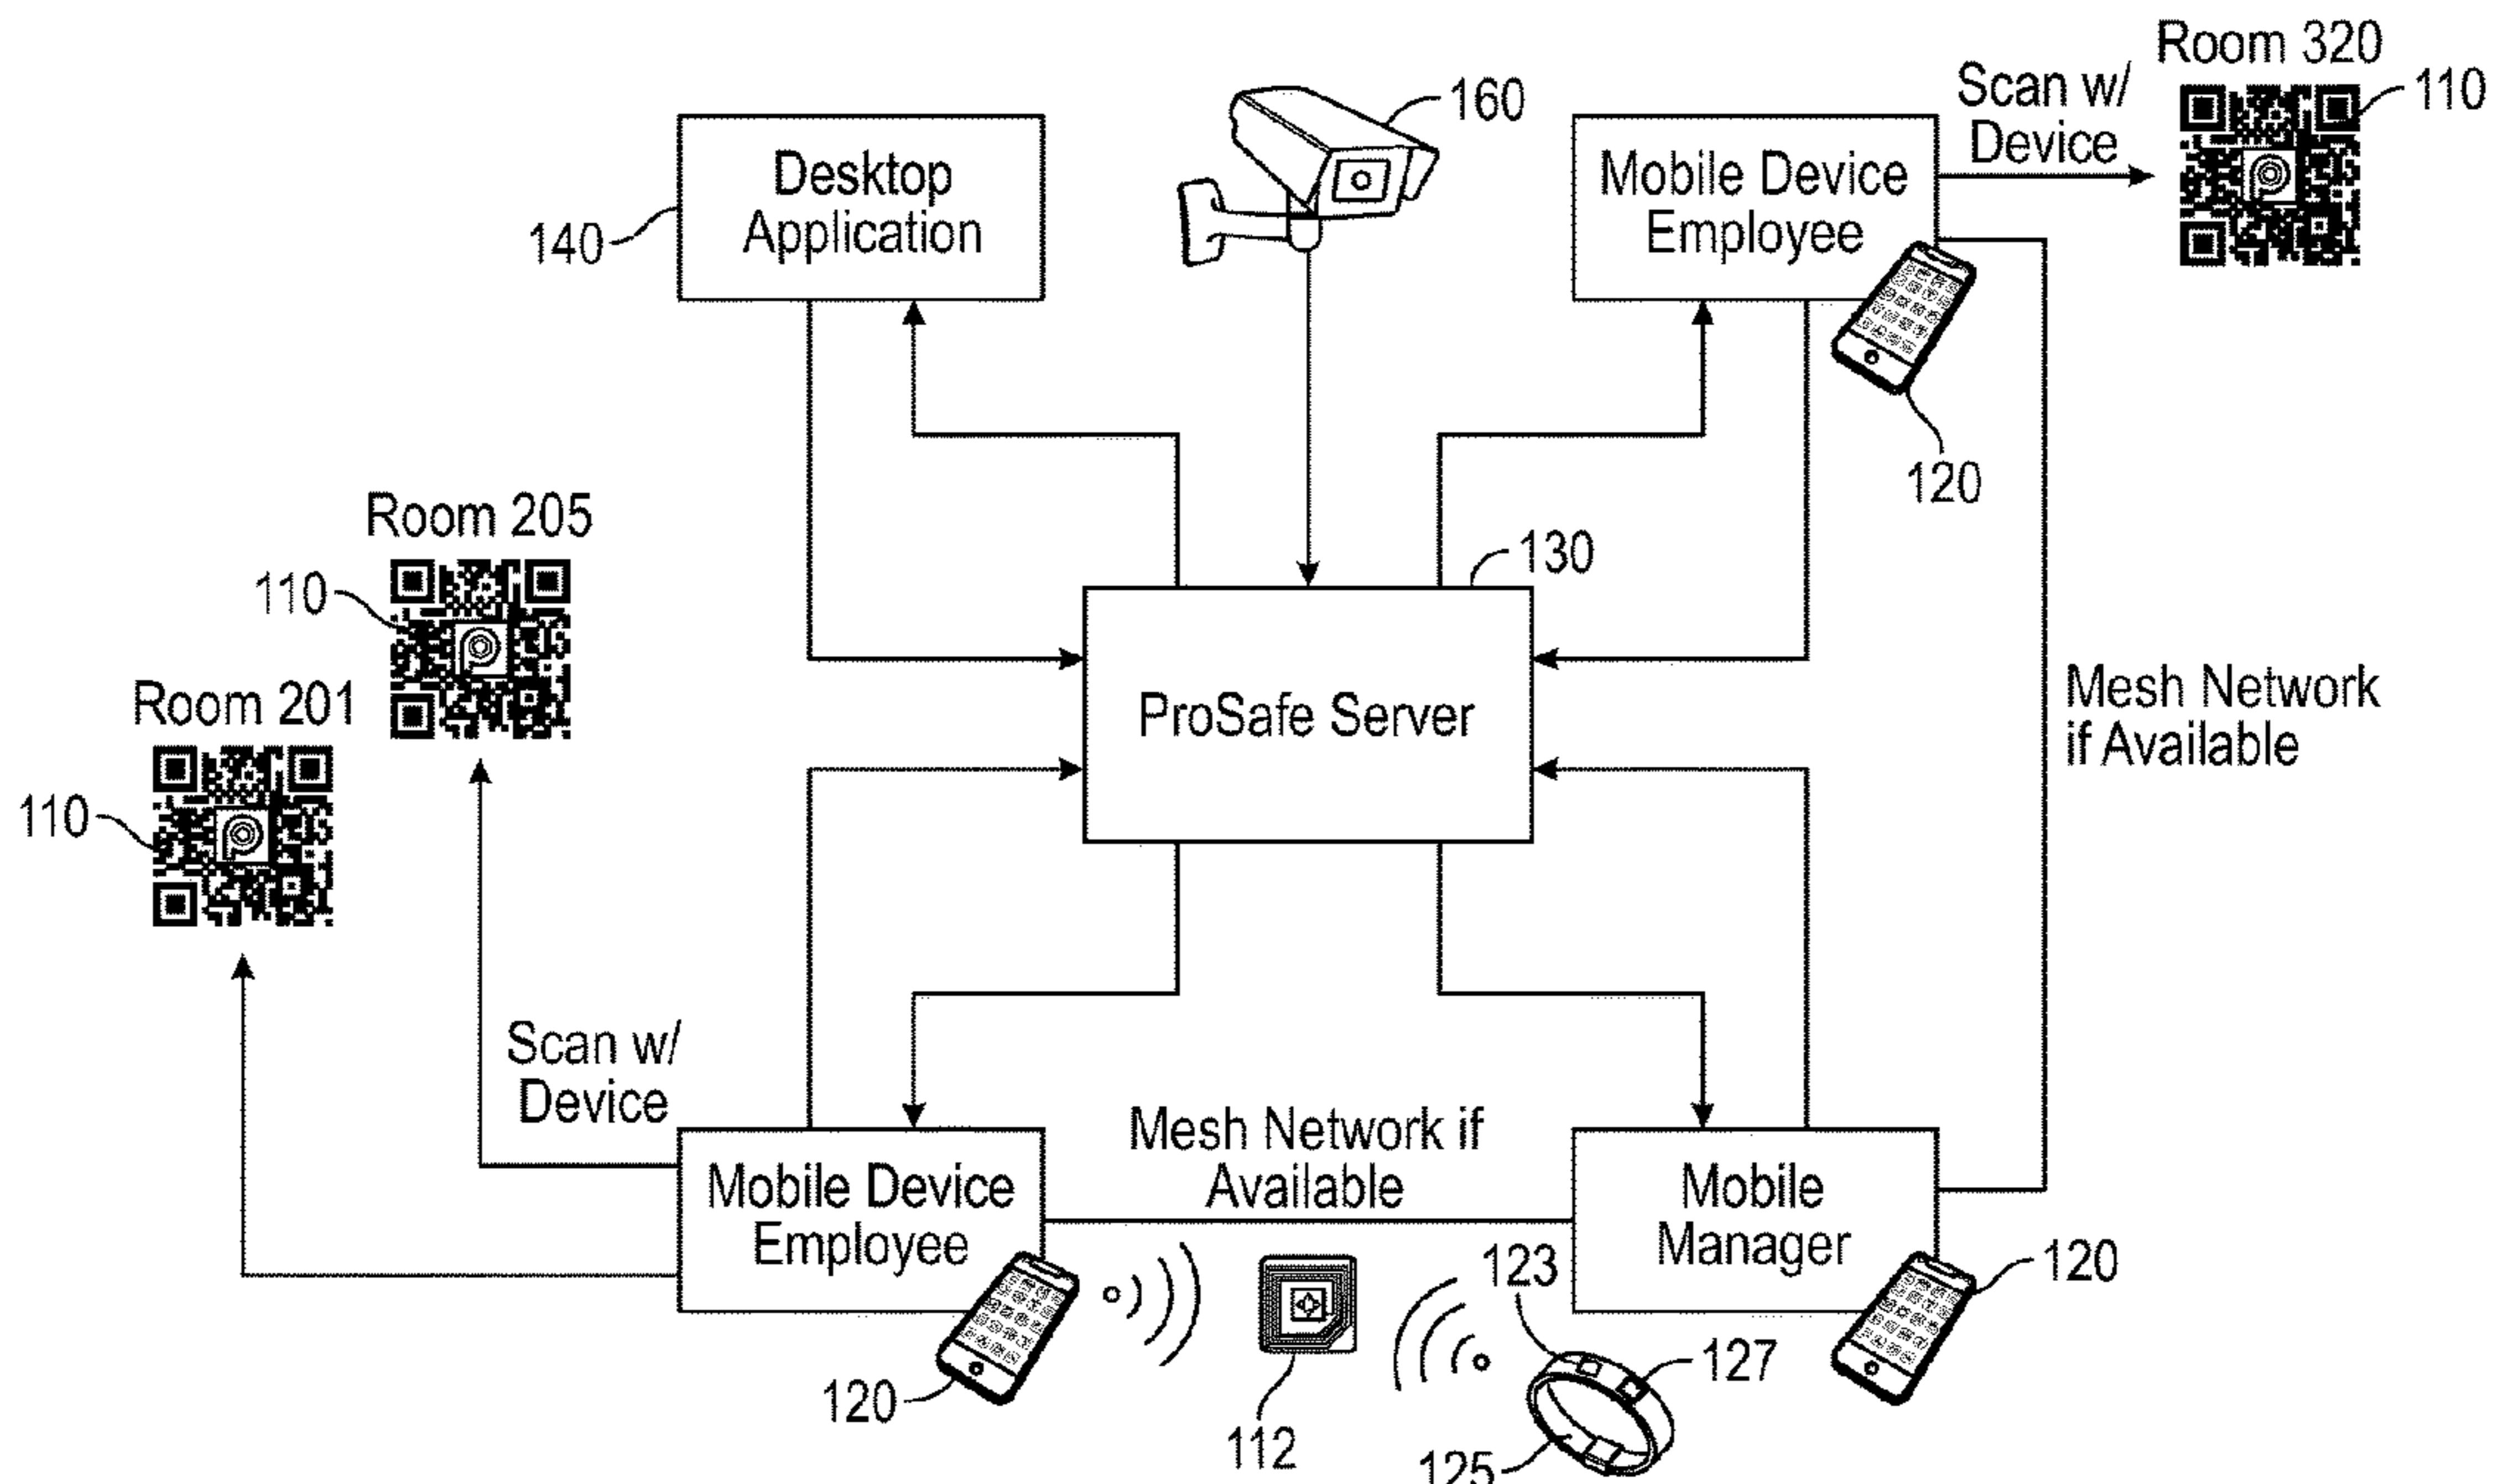 Room 320
Scan w/
Device
110
160
Desktop
Application
140
Mobile Device
Employee
120
Room 205
110
130
ProSafe Server
Mesh Network
if Available
Room 201
110
Scan w/
Device
Mesh Network if
Available
Mobile Device
Employee
Mobile
Manager
123
120
127
120
112
125